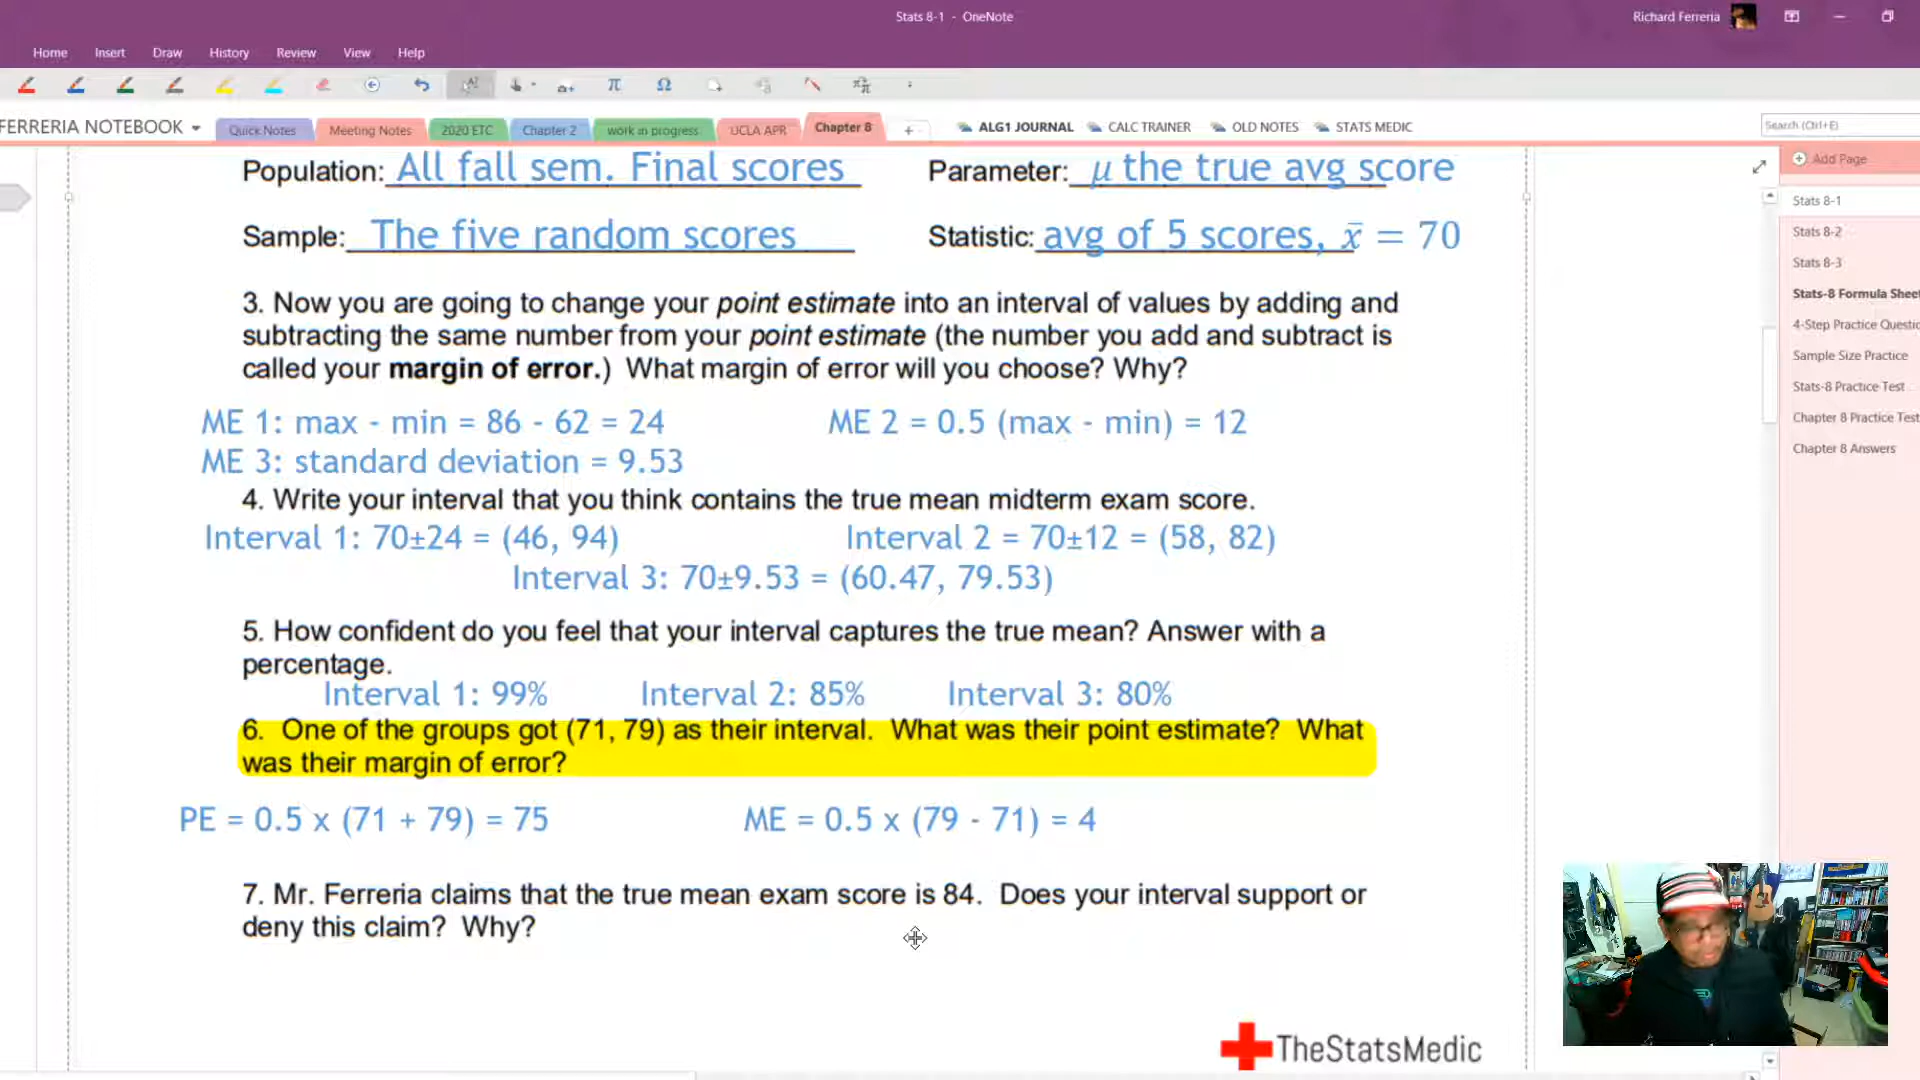 Stats 8-1 - OneNote
Richard Ferreria
Home Insert Draw History Review View Help
FERRERIA NOTEBOOK
Quick Notes Meeting Notes 2020 ETC Chapter 2 work in progress UCLA APR Chapter 8 +
ALG1 JOURNAL CALC TRAINER OLD NOTES STATS MEDIC
Search (Ctrl+E)
Add Page
Stats 8-1
Stats 8-2
Stats 8-3
Stats-8 Formula Sheet
4-Step Practice Questio
Sample Size Practice
Stats-8 Practice Test
Chapter 8 Practice Test
Chapter 8 Answers
Population: All fall sem. Final scores Parameter: μ the true avg score
Sample: The five random scores Statistic: avg of 5 scores, x̄ = 70
3. Now you are going to change your point estimate into an interval of values by adding and
subtracting the same number from your point estimate (the number you add and subtract is
called your margin of error.) What margin of error will you choose? Why?
ME 1: max - min = 86 - 62 = 24 ME 2 = 0.5 (max - min) = 12
ME 3: standard deviation = 9.53
4. Write your interval that you think contains the true mean midterm exam score.
Interval 1: 70±24 = (46, 94) Interval 2 = 70±12 = (58, 82)
Interval 3: 70±9.53 = (60.47, 79.53)
5. How confident do you feel that your interval captures the true mean? Answer with a
percentage.
Interval 1: 99% Interval 2: 85% Interval 3: 80%
6. One of the groups got (71, 79) as their interval. What was their point estimate? What
was their margin of error?
PE = 0.5 x (71 + 79) = 75 ME = 0.5 x (79 - 71) = 4
7. Mr. Ferreria claims that the true mean exam score is 84. Does your interval support or
deny this claim? Why?
TheStatsMedic